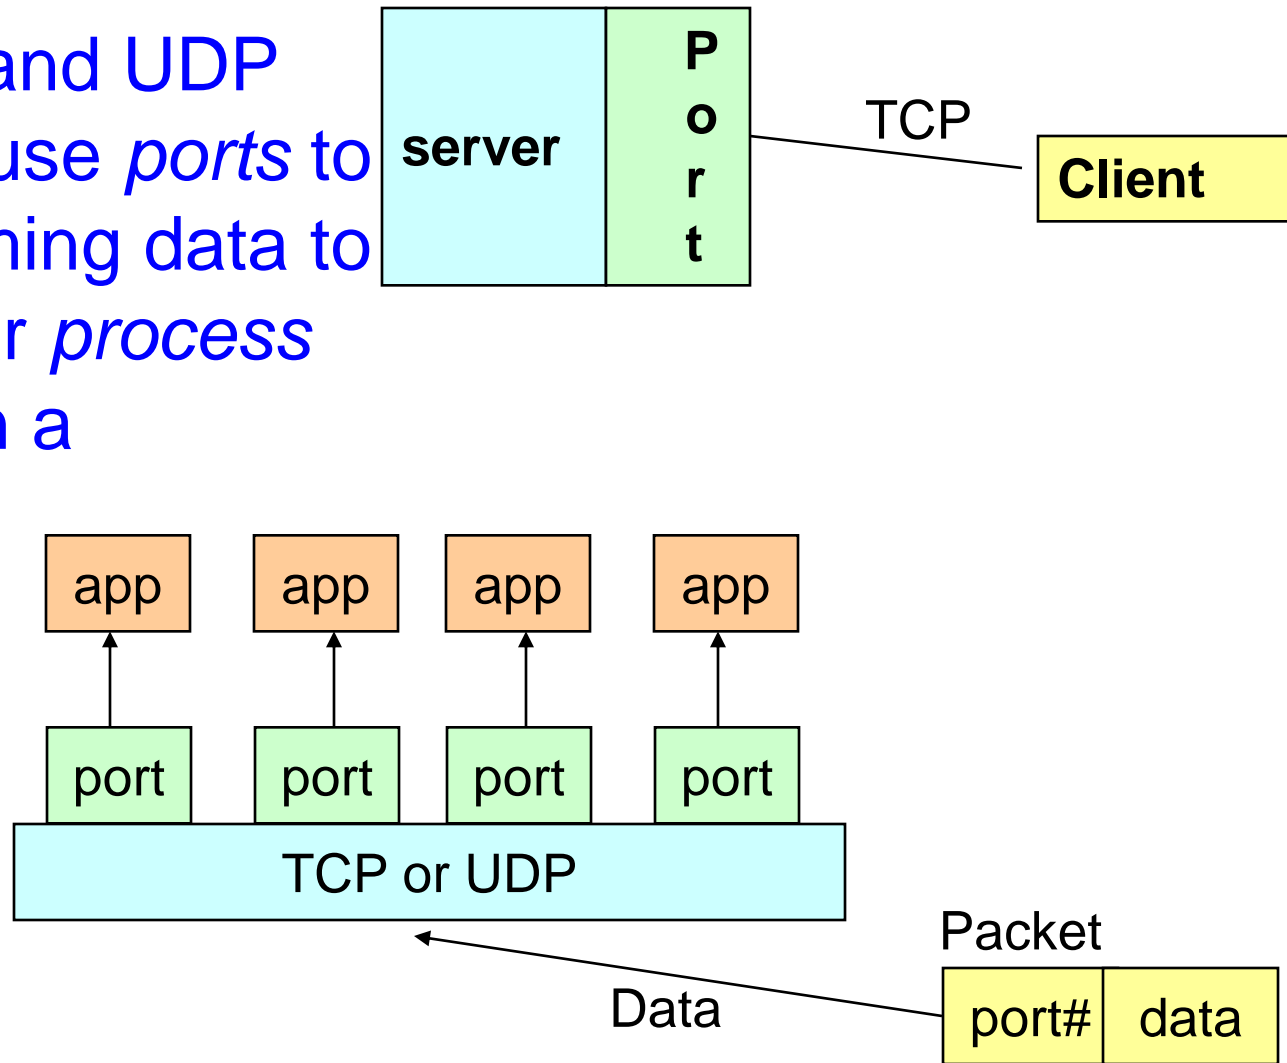 and UDP
use ports to
ning data to
r process
n a
server
P
o
r
t
TCP
Client
app app app app
port port port port
TCP or UDP
Packet
Data
port# data